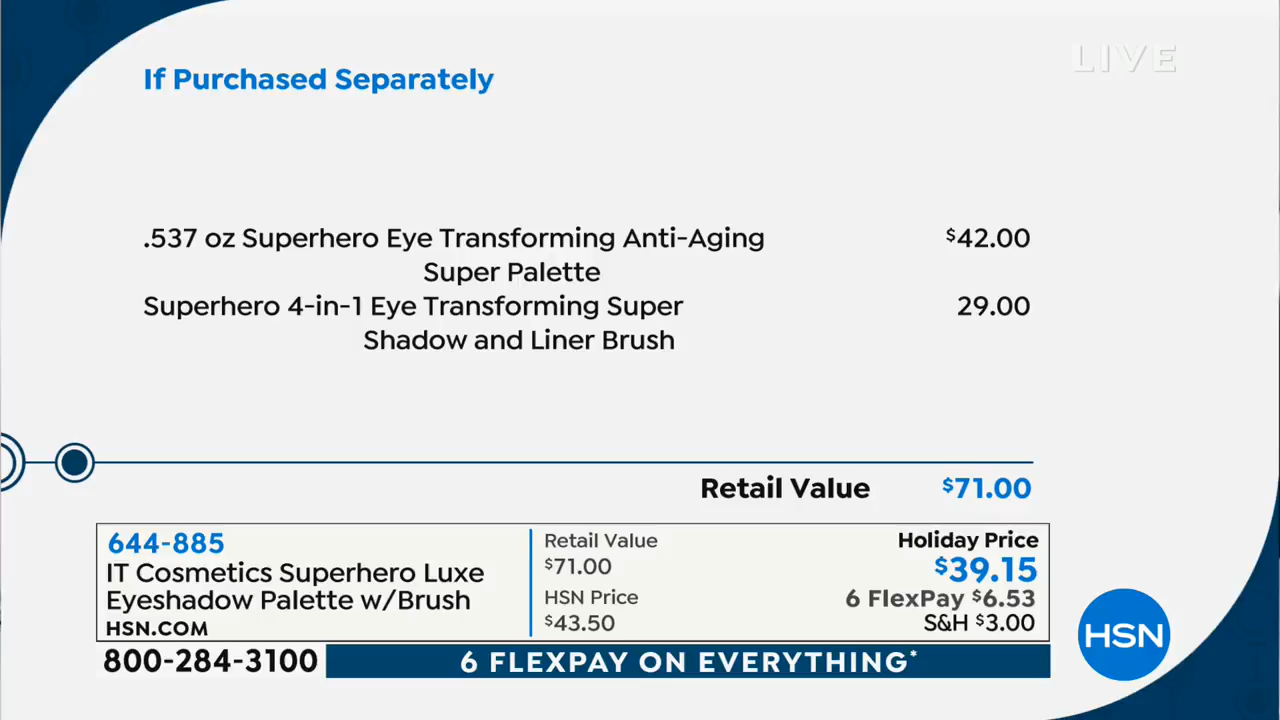 LIVE
If Purchased Separately
.537 oz Superhero Eye Transforming Anti-Aging $42.00
Super Palette
Superhero 4-in-1 Eye Transforming Super 29.00
Shadow and Liner Brush
Retail Value $71.00
644-885
IT Cosmetics Superhero Luxe
Eyeshadow Palette w/Brush
HSN.COM
Retail Value
$71.00
HSN Price
$43.50
Holiday Price
$39.15
6 FlexPay $6.53
S&H $3.00
HSN
800-284-3100
6 FLEXPAY ON EVERYTHING*